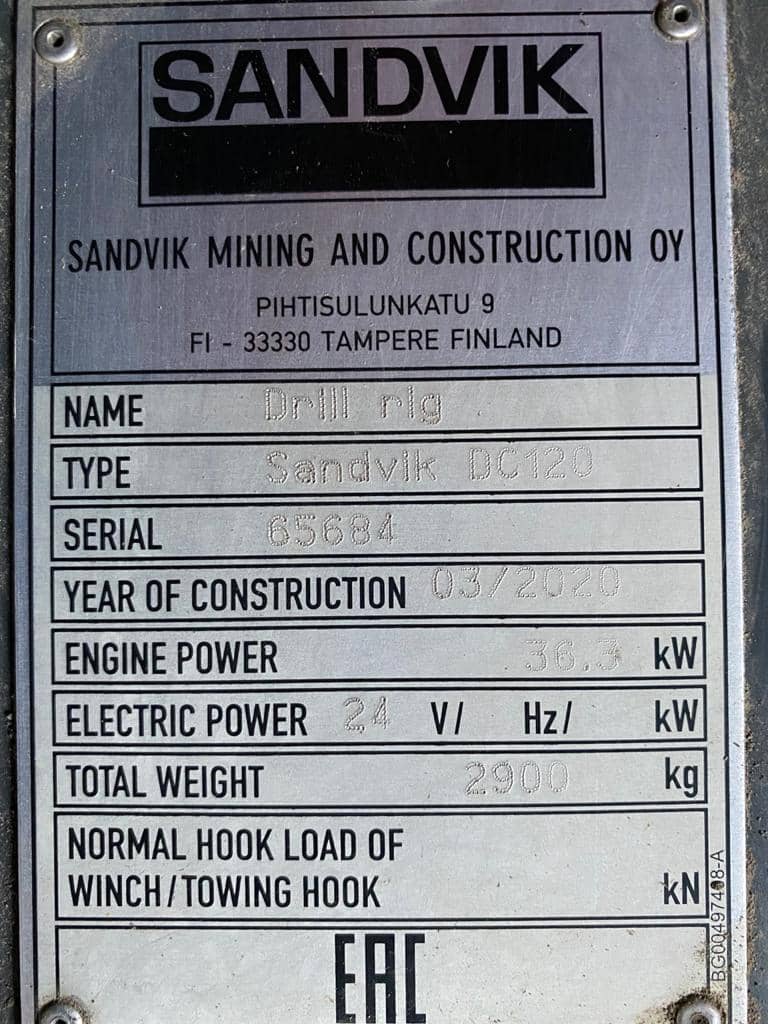 SANDVIK
SANDVIK MINING AND CONSTRUCTION OY
PIHTISULUNKATU 9
FI - 33330 TAMPERE FINLAND
NAME Drill rig
TYPE Sandvik DC120
SERIAL 65684
YEAR OF CONSTRUCTION 03/2020
ENGINE POWER 36.3 kW
ELECTRIC POWER 24 V/ Hz/ kW
TOTAL WEIGHT 2900 kg
NORMAL HOOK LOAD OF
WINCH/TOWING HOOK kN
EAC